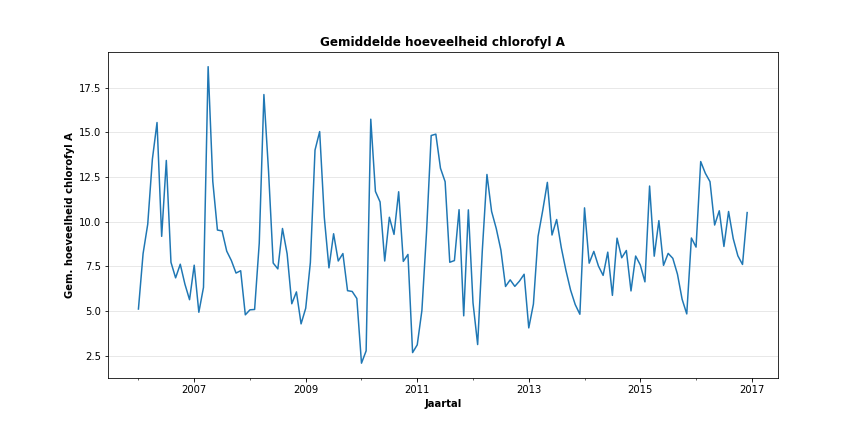 Gemiddelde hoeveelheid chlorofyl A
Gem. hoeveelheid chlorofyl A
17.5
15.0
12.5
10.0
7.5
5.0
2.5
2007 2009 2011 2013 2015 2017
Jaartal